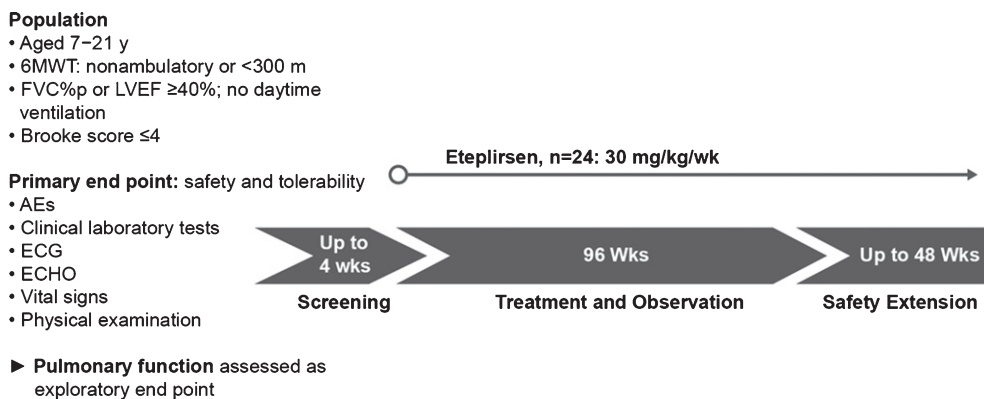 Population
• Aged 7−21 y
• 6MWT: nonambulatory or <300 m
• FVC%p or LVEF ≥40%; no daytime
ventilation
• Brooke score ≤4
Primary end point: safety and tolerability
• AEs
• Clinical laboratory tests
• ECG
• ECHO
• Vital signs
• Physical examination
► Pulmonary function assessed as
exploratory end point
Eteplirsen, n=24: 30 mg/kg/wk
Up to
4 wks
96 Wks
Up to 48 Wks
Screening
Treatment and Observation
Safety Extension